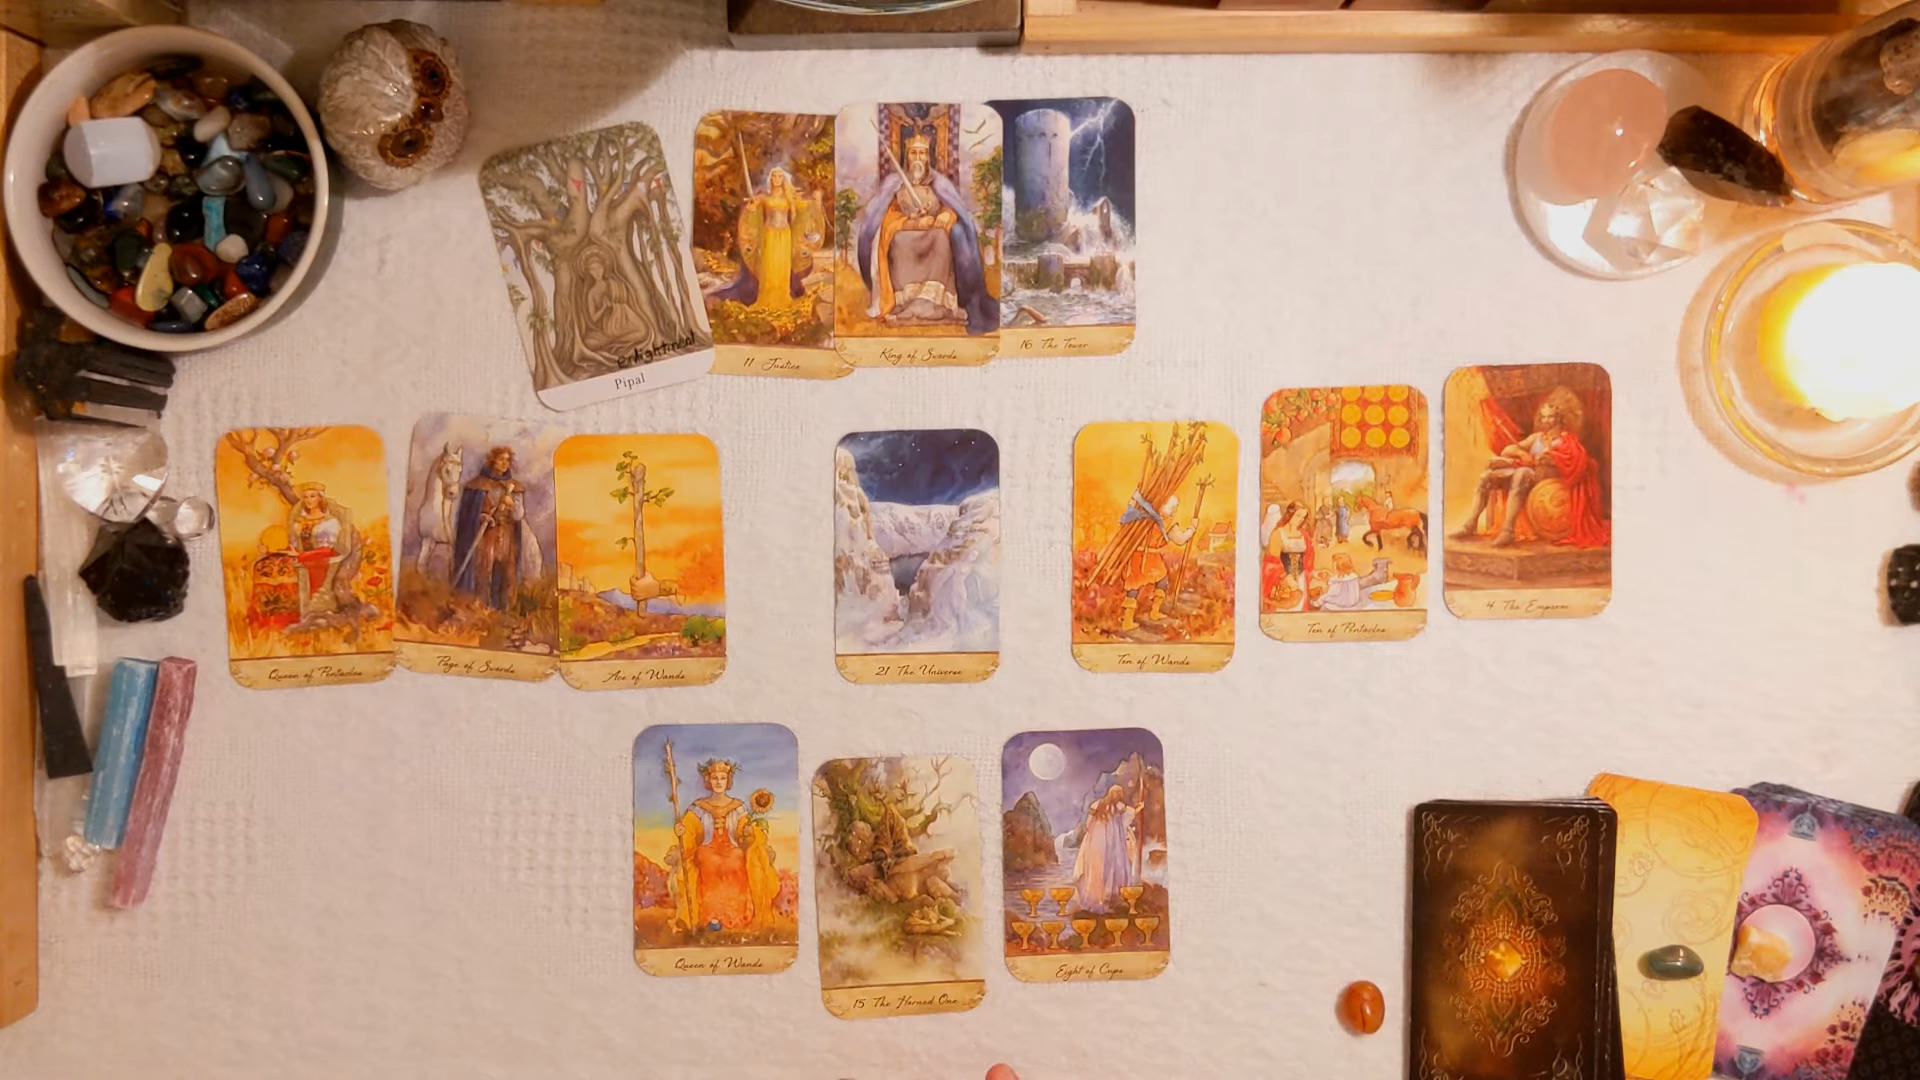 enlightment
Pipal
11 Justice
King of Swords
16 The Tower
Queen of Pentacles
Page of Swords
Ace of Wands
21 The Universe
Ten of Wands
Ten of Pentacles
4 The Emperor
Queen of Wands
15 The Horned One
Eight of Cups